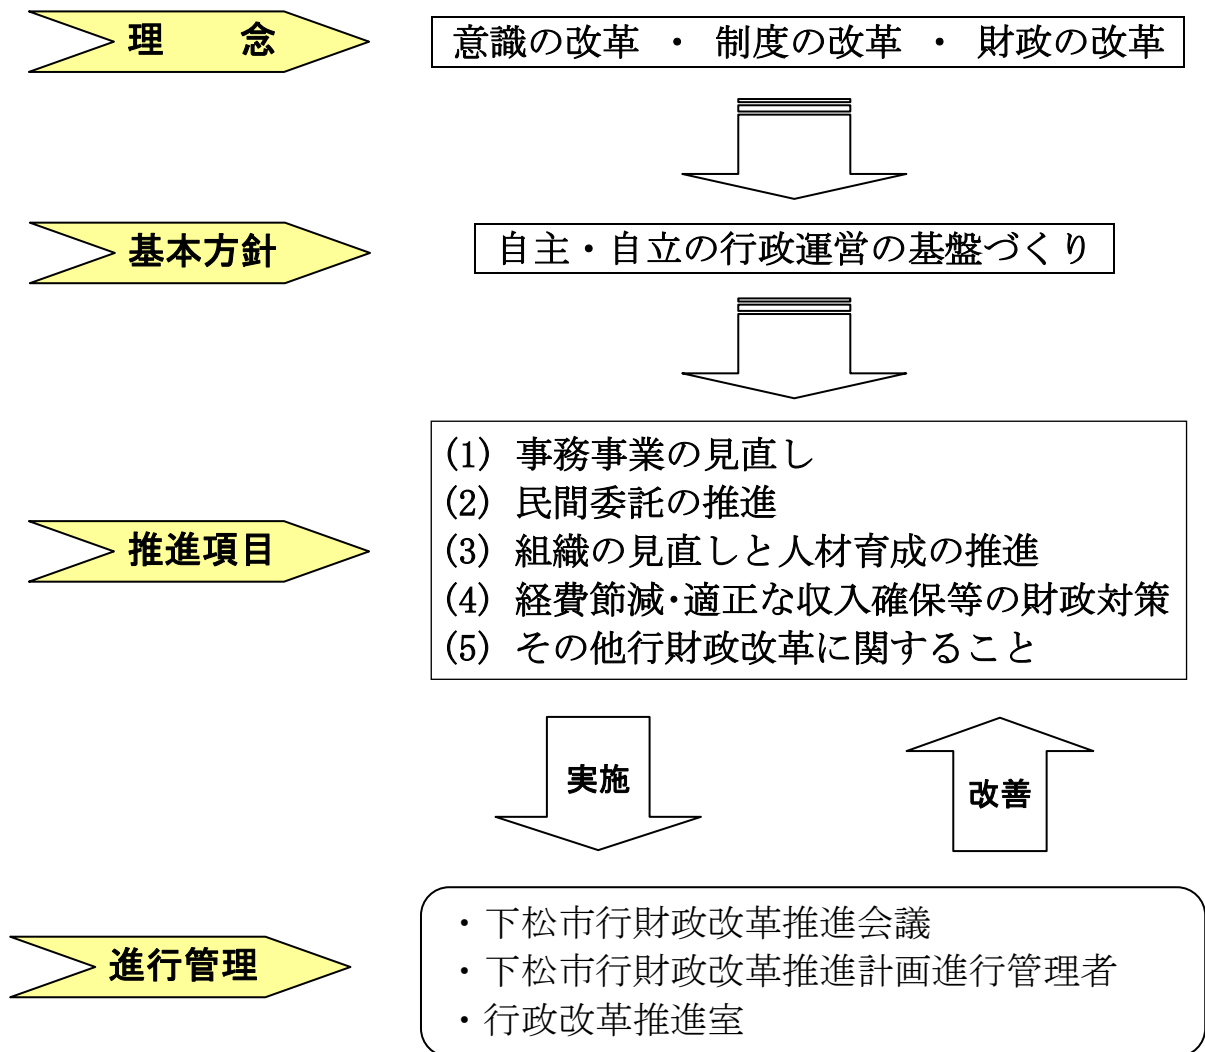 理　　念
意識の改革 ・ 制度の改革 ・ 財政の改革
基本方針
自主・自立の行政運営の基盤づくり
推進項目
(1) 事務事業の見直し
(2) 民間委託の推進
(3) 組織の見直しと人材育成の推進
(4) 経費節減･適正な収入確保等の財政対策
(5) その他行財政改革に関すること
実施
改善
進行管理
・下松市行財政改革推進会議
・下松市行財政改革推進計画進行管理者
・行政改革推進室